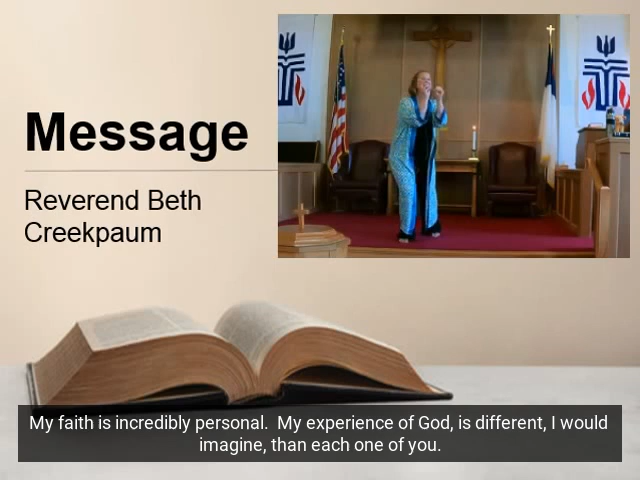 Message
Reverend Beth
Creekpaum
My faith is incredibly personal.  My experience of God, is different, I would
imagine, than each one of you.